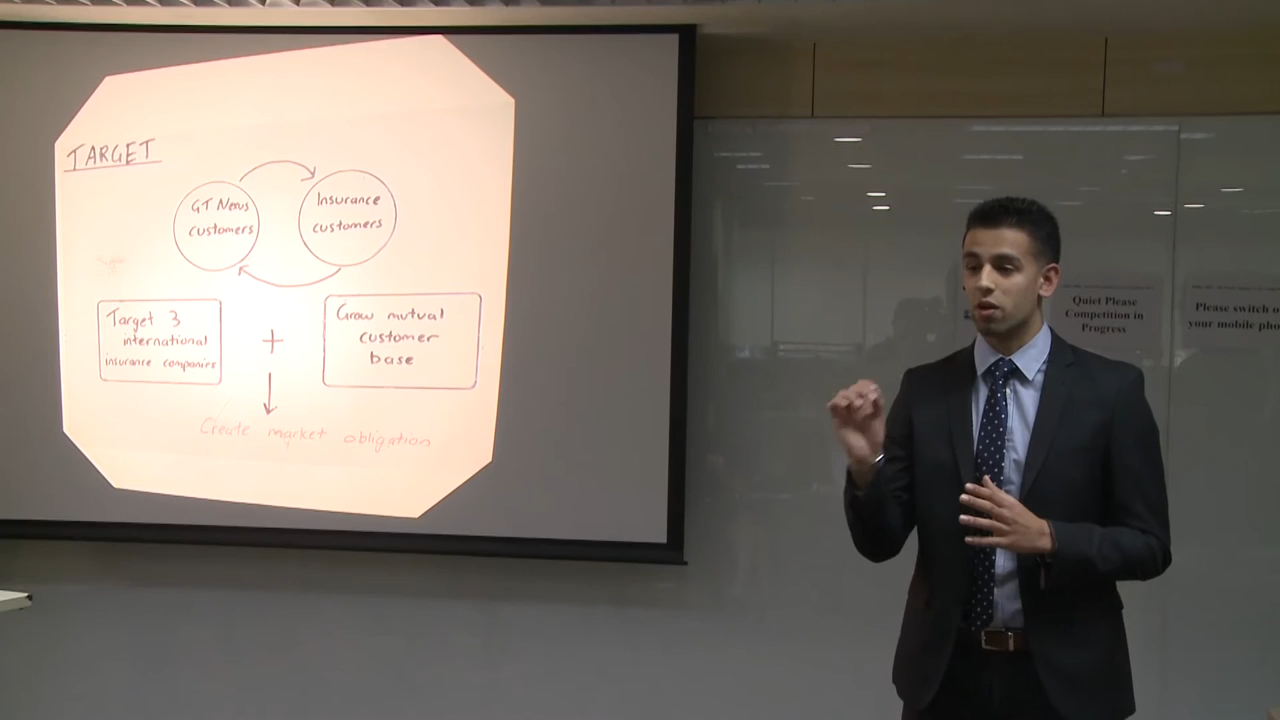 TARGET
GT Nexus
customers
Insurance
customers
Target 3
international
insurance companies
+
Grow mutual
customer
base
Create market obligation
Quiet Please
Competition in
Progress
Please switch
your mobile